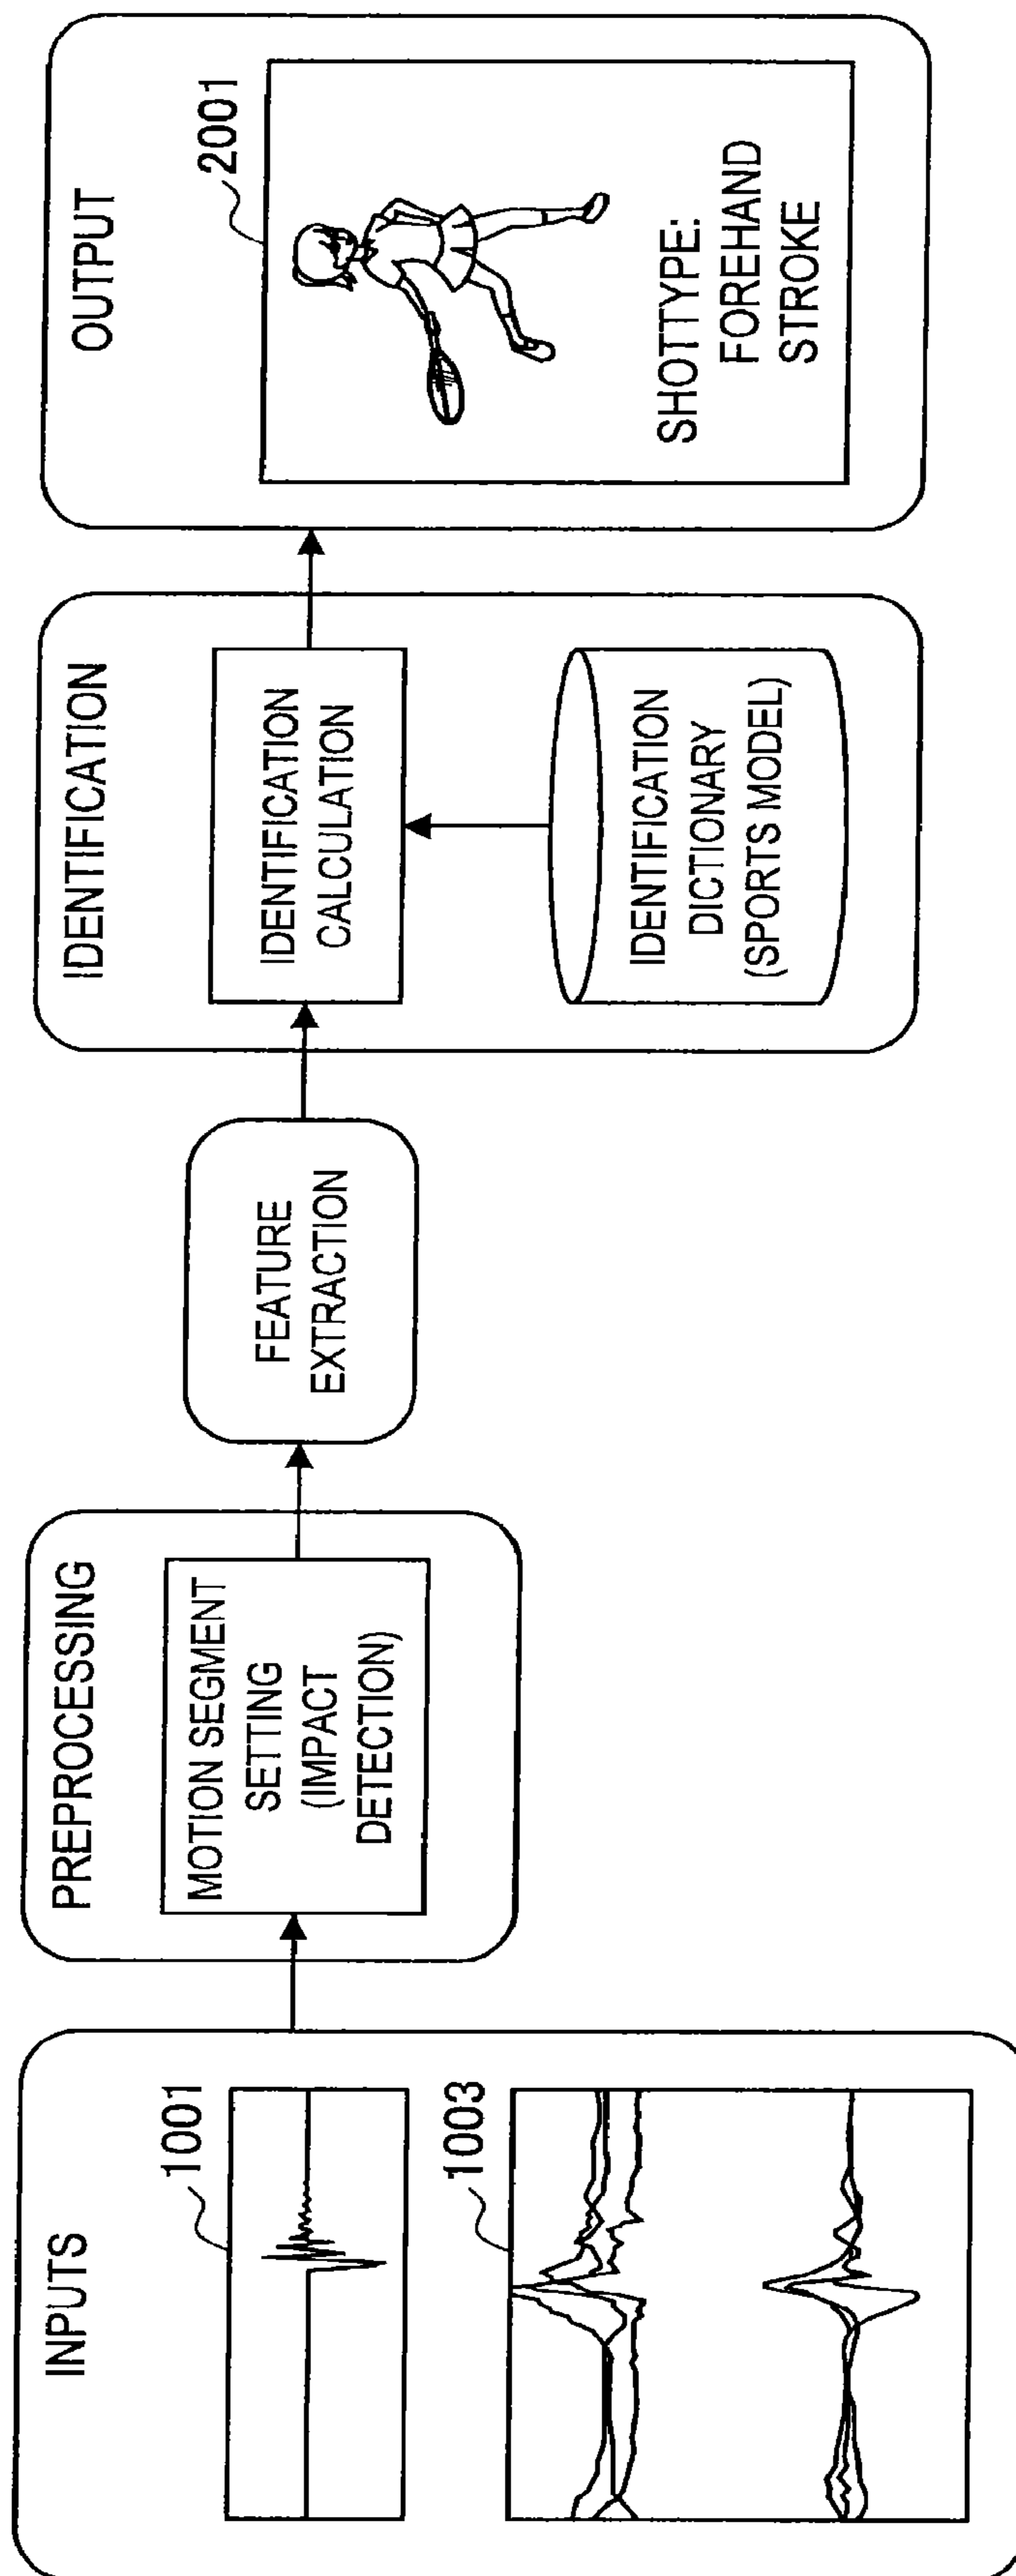 INPUTS
1001
1003
PREPROCESSING
MOTION SEGMENT
SETTING
(IMPACT
DETECTION)
FEATURE
EXTRACTION
IDENTIFICATION
IDENTIFICATION
CALCULATION
IDENTIFICATION
DICTIONARY
(SPORTS MODEL)
OUTPUT
2001
SHOTTYPE:
FOREHAND
STROKE